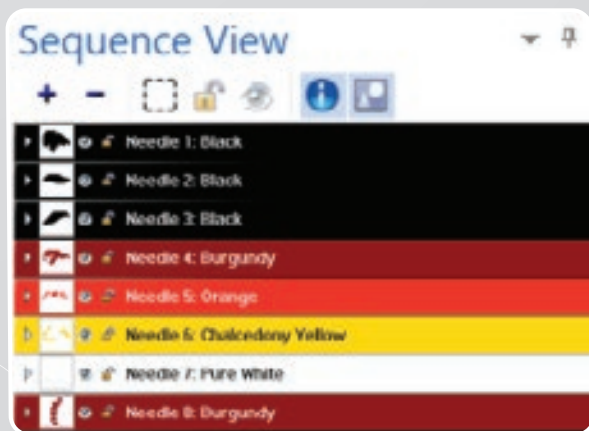 Sequence View
Needle 1: Black
Needle 2: Black
Needle 3: Black
Needle 4: Burgundy
Needle 5: Orange
Needle 6: Chalcedony Yellow
Needle 7: Pure White
Needle 8: Burgundy